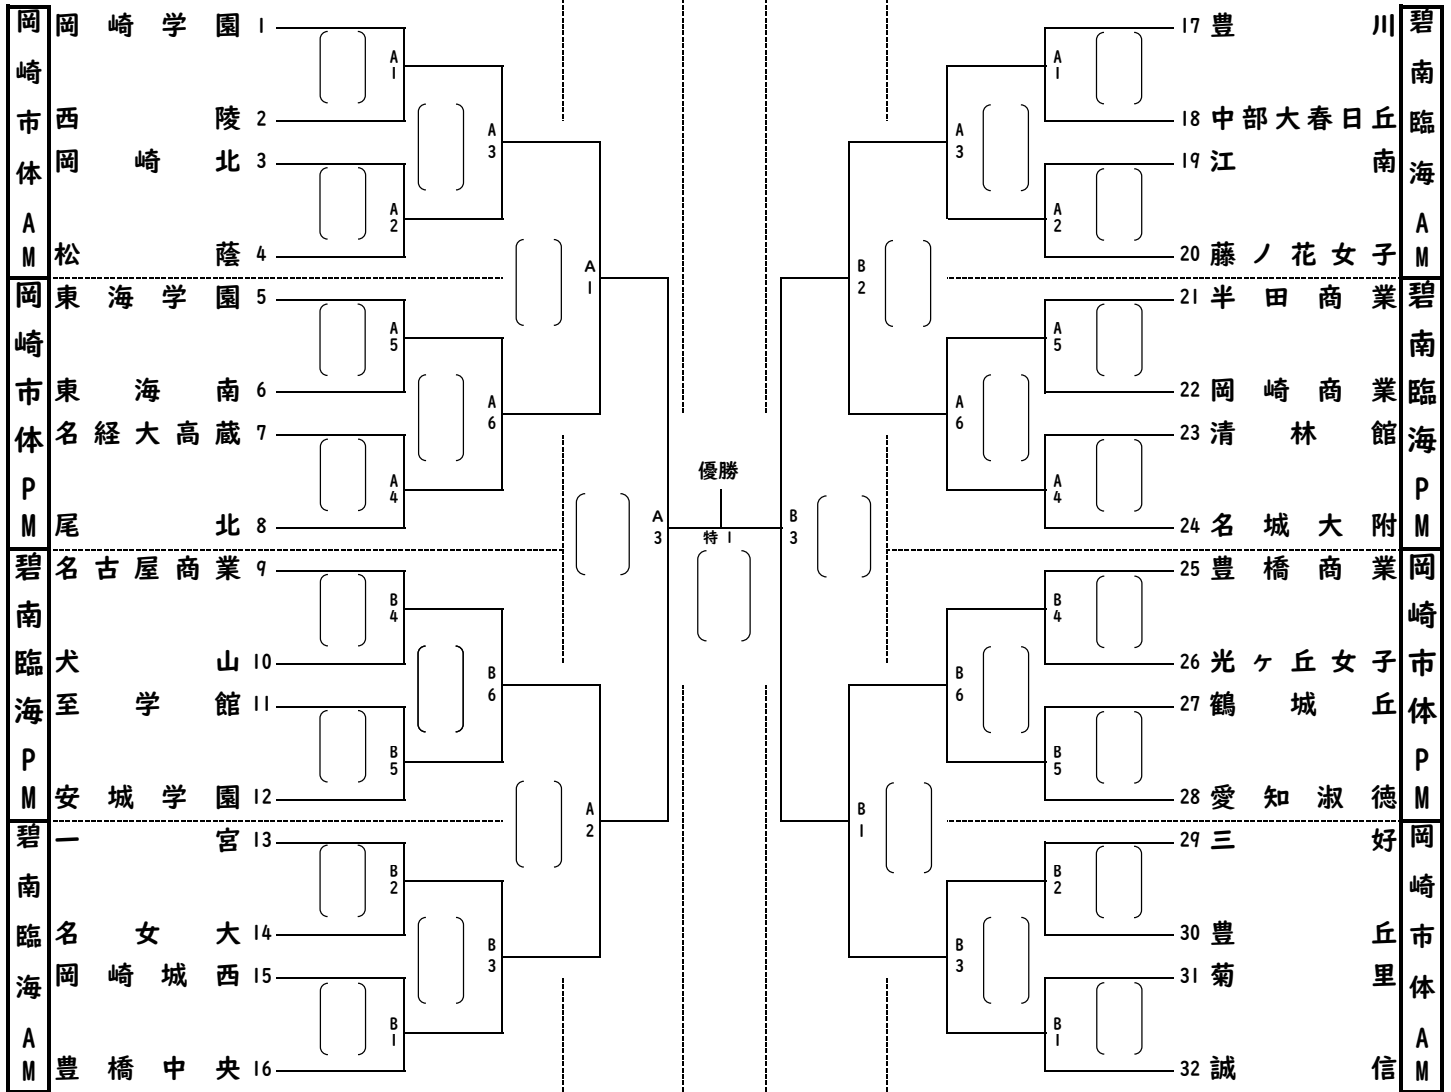 岡崎市体AM
岡崎学園 1
西陵 2
岡崎北 3
松蔭 4
A1
A2
A3
岡崎市体PM
東海学園 5
東海南 6
名経大高蔵 7
尾北 8
A5
A4
A6
A1
碧南臨海PM
名古屋商業 9
犬山 10
至学館 11
安城学園 12
B4
B5
B6
碧南臨海AM
一宮 13
名女大 14
岡崎城西 15
豊橋中央 16
B2
B1
B3
A2
A3
優勝
特1
B3
碧南臨海AM
17 豊川
18 中部大春日丘
19 江南
20 藤ノ花女子
A1
A2
A3
碧南臨海PM
21 半田商業
22 岡崎商業
23 清林館
24 名城大附
A5
A4
A6
B2
岡崎市体PM
25 豊橋商業
26 光ヶ丘女子
27 鶴城丘
28 愛知淑徳
B4
B5
B6
岡崎市体AM
29 三好
30 豊丘
31 菊里
32 誠信
B2
B1
B3
B1